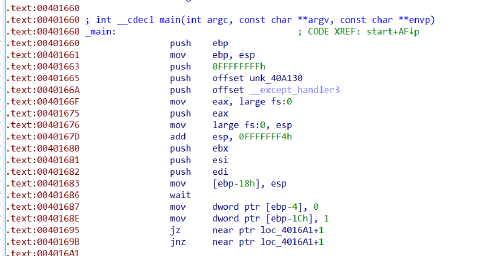 .text:00401660
.text:00401660 ; int __cdecl main(int argc, const char **argv, const char **envp)
.text:00401660 _main: ; CODE XREF: start+AF↓p
.text:00401660 push ebp
.text:00401661 mov ebp, esp
.text:00401663 push 0FFFFFFFFh
.text:00401665 push offset unk_40A130
.text:0040166A push offset __except_handler3
.text:0040166F mov eax, large fs:0
.text:00401675 push eax
.text:00401676 mov large fs:0, esp
.text:0040167D add esp, 0FFFFFFF4h
.text:00401680 push ebx
.text:00401681 push esi
.text:00401682 push edi
.text:00401683 mov [ebp-18h], esp
.text:00401686 wait
.text:00401687 mov dword ptr [ebp-4], 0
.text:0040168E mov dword ptr [ebp-1Ch], 1
.text:00401695 jz near ptr loc_4016A1+1
.text:0040169B jnz near ptr loc_4016A1+1
.text:004016A1